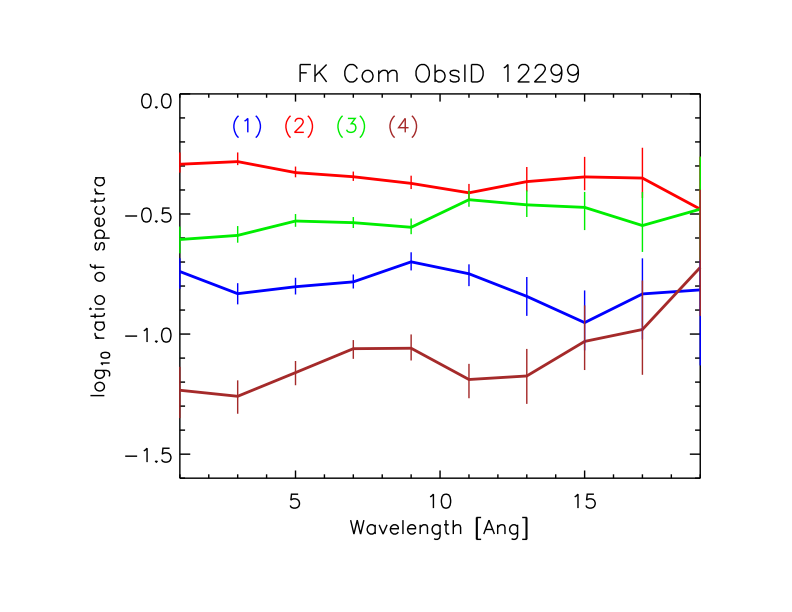 FK Com ObsID 12299
0.0
(1) (2) (3) (4)
−0.5
−1.0
−1.5
log10 ratio of spectra
5 10 15
Wavelength [Ang]